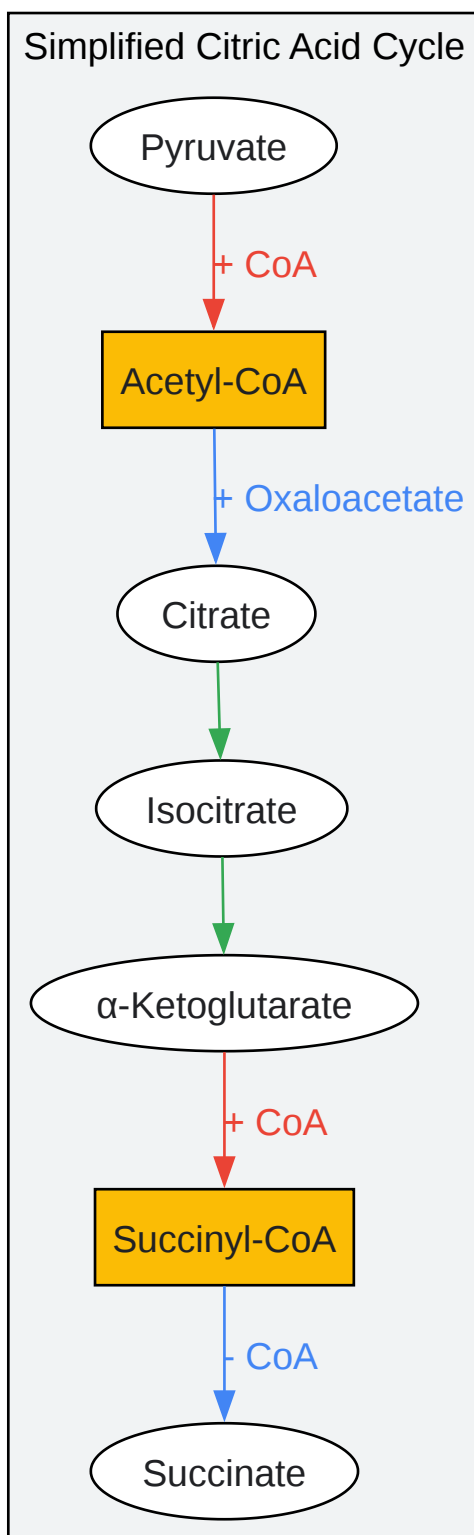 Simplified Citric Acid Cycle
Pyruvate
+ CoA
Acetyl-CoA
+ Oxaloacetate
Citrate
Isocitrate
α-Ketoglutarate
+ CoA
Succinyl-CoA
- CoA
Succinate